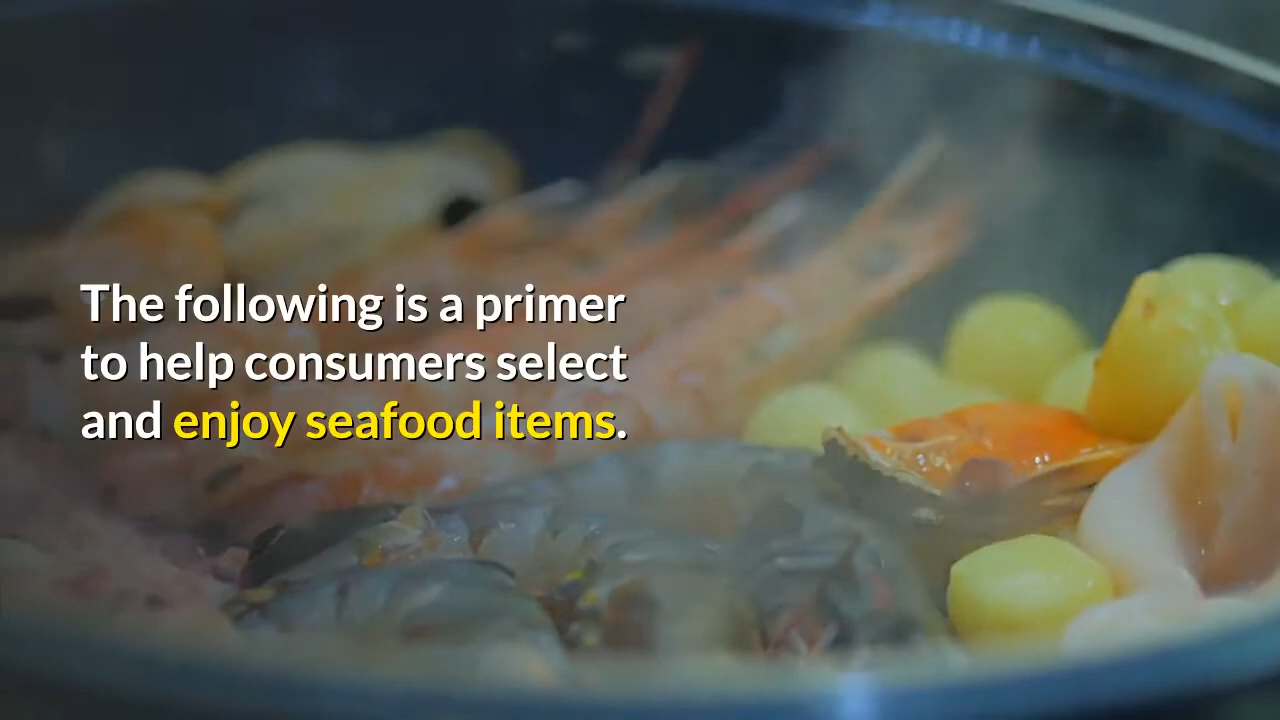 The following is a primer
to help consumers select
and enjoy seafood items.